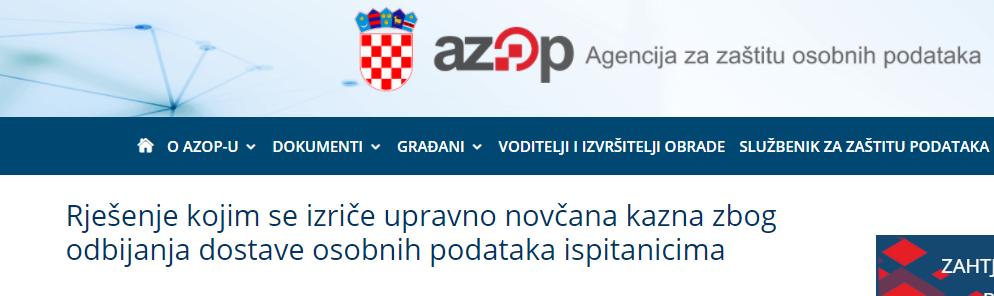 azop Agencija za zaštitu osobnih podataka
O AZOP-U DOKUMENTI GRAĐANI VODITELJI I IZVRŠITELJI OBRADE SLUŽBENIK ZA ZAŠTITU PODATAKA
Rješenje kojim se izriče upravno novčana kazna zbog
odbijanja dostave osobnih podataka ispitanicima